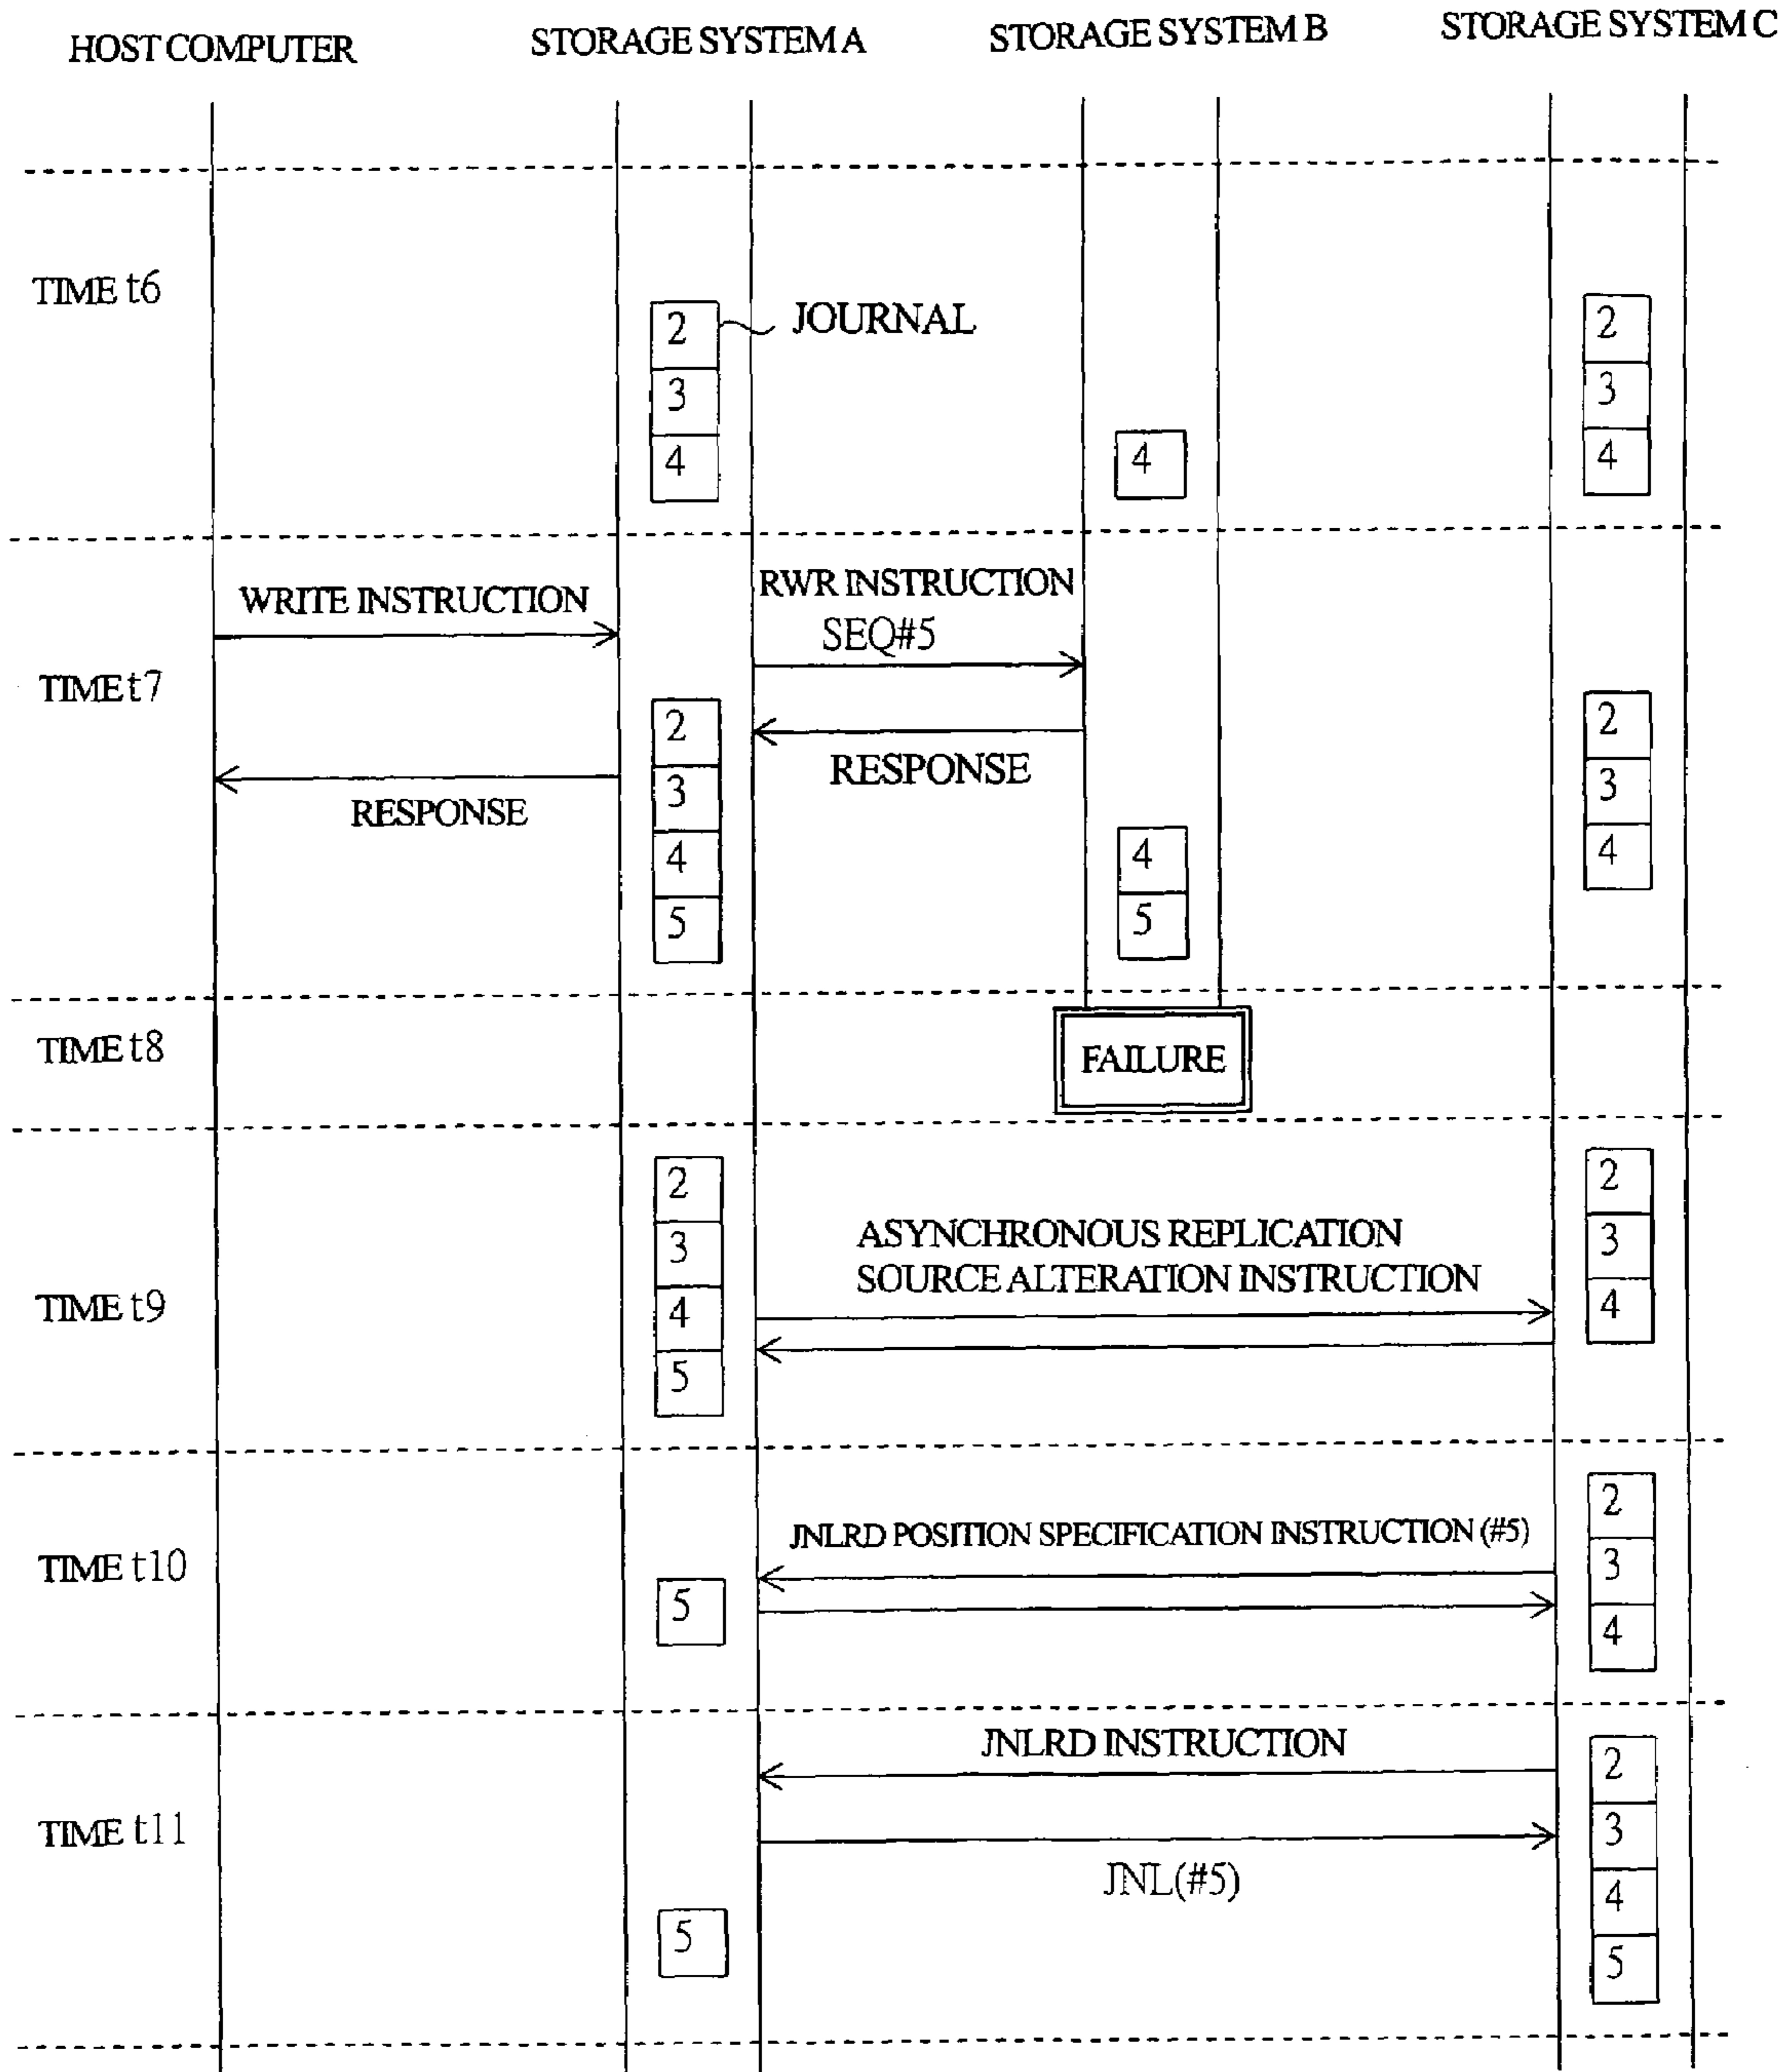 HOST COMPUTER
STORAGE SYSTEM A
STORAGE SYSTEM B
STORAGE SYSTEM C
TIME t6
2
3
4
JOURNAL
4
2
3
4
TIME t7
WRITE INSTRUCTION
RWR INSTRUCTION
SEQ#5
RESPONSE
RESPONSE
2
3
4
5
4
5
2
3
4
TIME t8
FAILURE
TIME t9
2
3
4
5
ASYNCHRONOUS REPLICATION
SOURCE ALTERATION INSTRUCTION
2
3
4
TIME t10
5
JNLRD POSITION SPECIFICATION INSTRUCTION (#5)
2
3
4
TIME t11
JNLRD INSTRUCTION
JNL(#5)
5
2
3
4
5